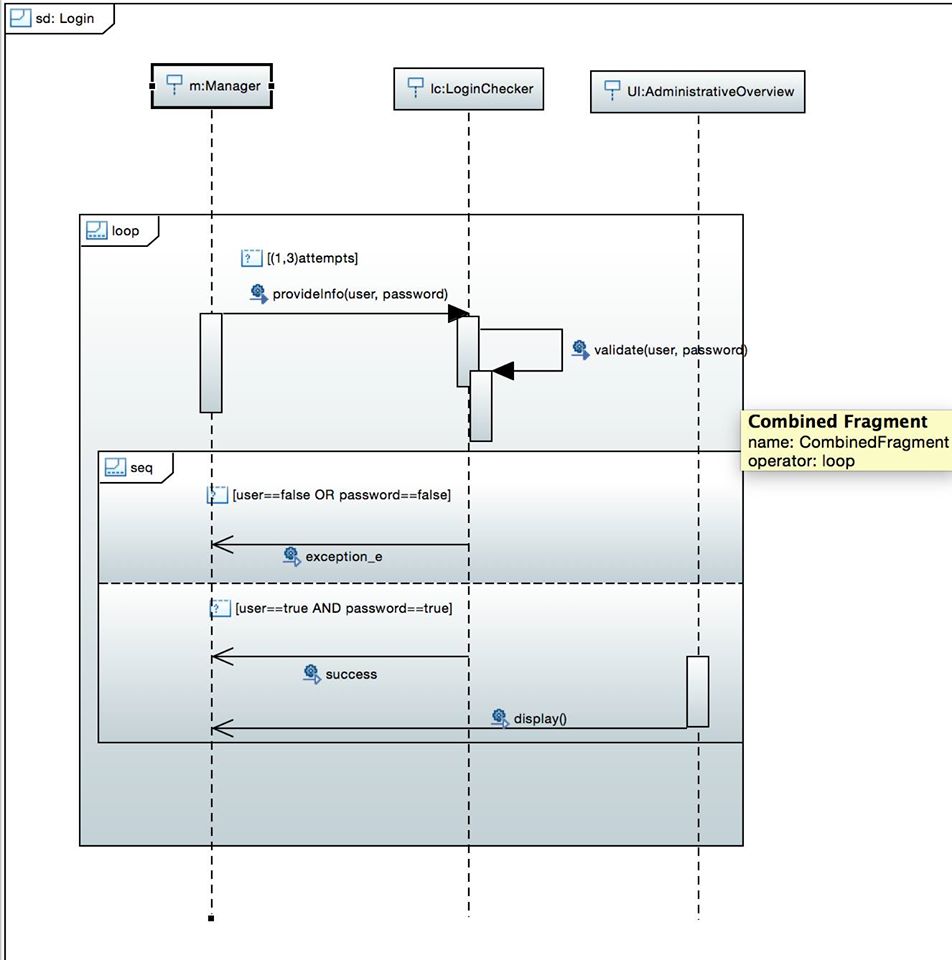 sd: Login
m:Manager
lc:LoginChecker
UI:AdministrativeOverview
loop
[(1,3)attempts]
provideInfo(user, password)
validate(user, password)
Combined Fragment
name: CombinedFragment
operator: loop
seq
[user==false OR password==false]
exception_e
[user==true AND password==true]
success
display()